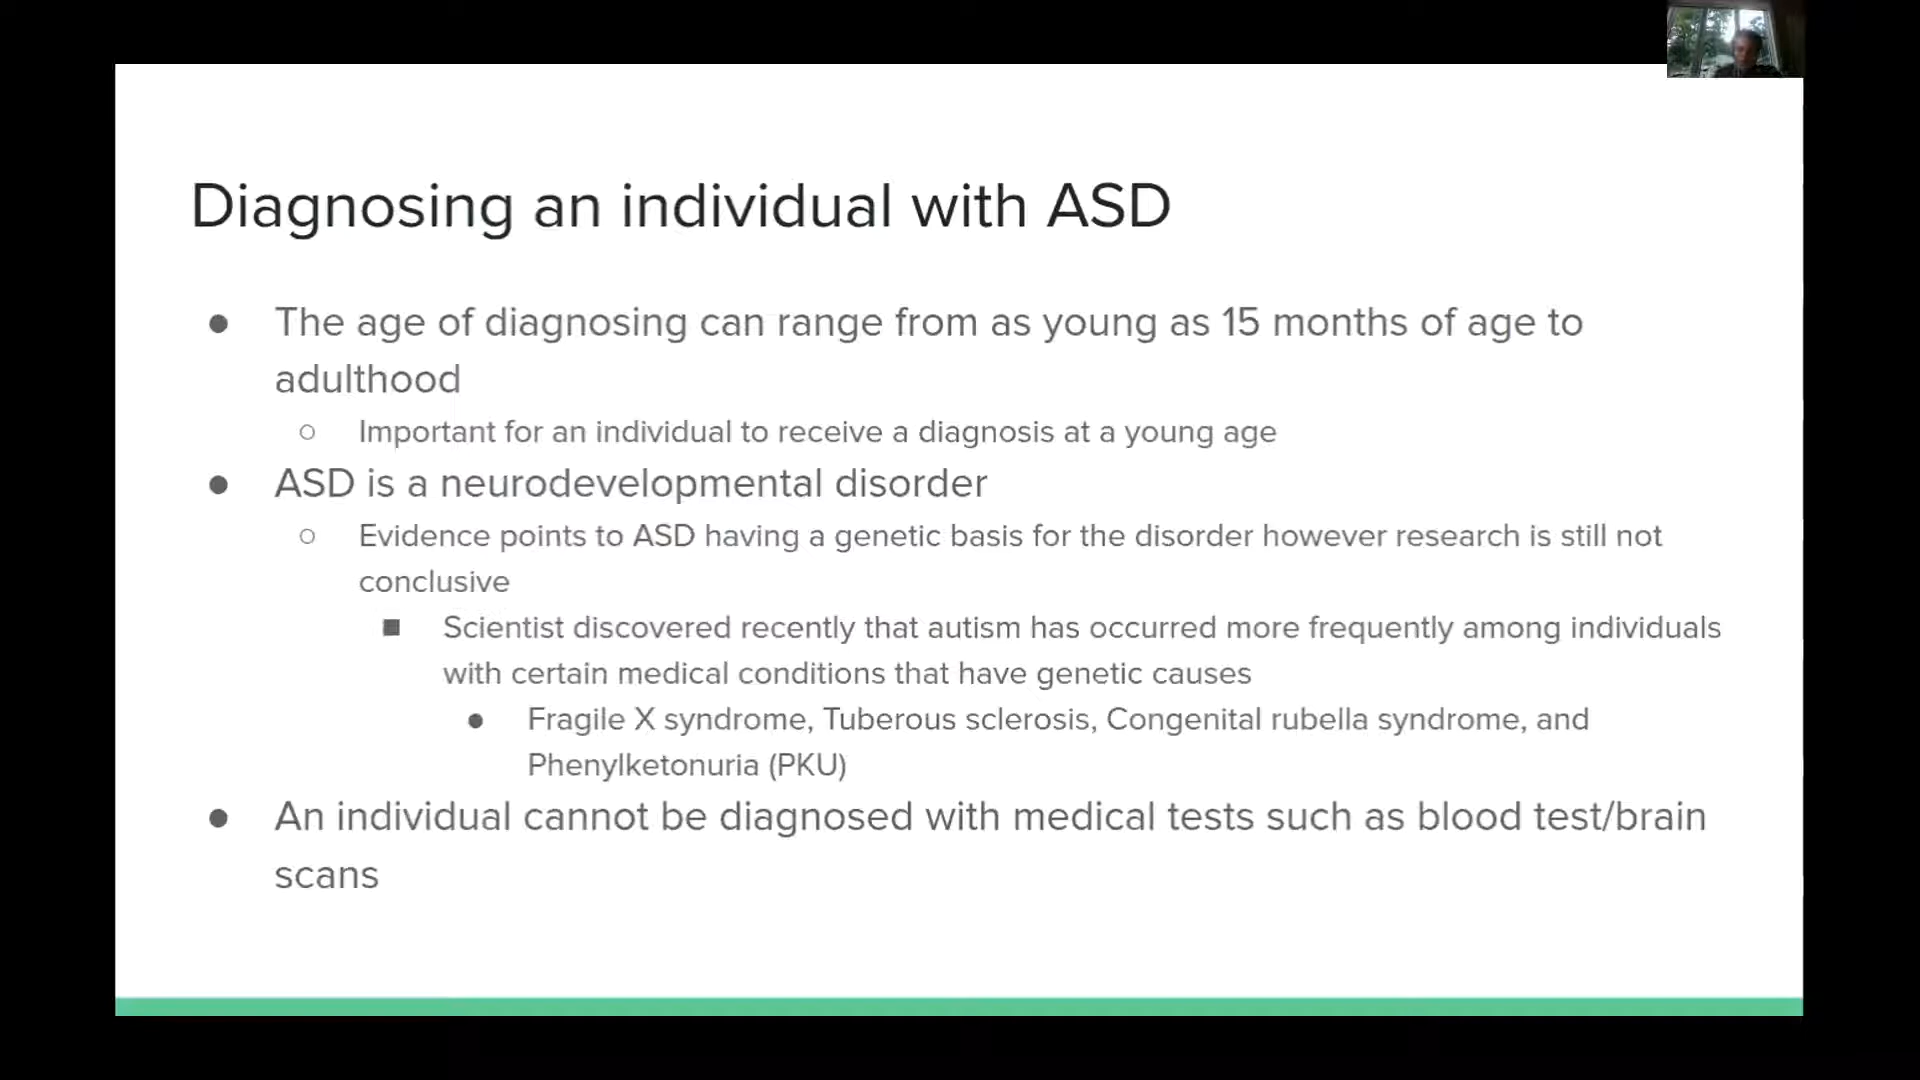 Diagnosing an individual with ASD
● The age of diagnosing can range from as young as 15 months of age to
adulthood
○ Important for an individual to receive a diagnosis at a young age
● ASD is a neurodevelopmental disorder
○ Evidence points to ASD having a genetic basis for the disorder however research is still not
conclusive
■ Scientist discovered recently that autism has occurred more frequently among individuals
with certain medical conditions that have genetic causes
● Fragile X syndrome, Tuberous sclerosis, Congenital rubella syndrome, and
Phenylketonuria (PKU)
● An individual cannot be diagnosed with medical tests such as blood test/brain
scans